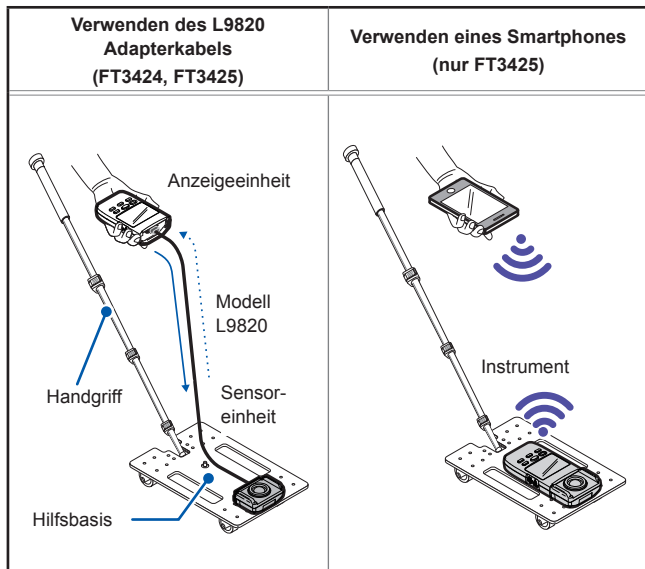 Verwenden des L9820
Adapterkabels
(FT3424, FT3425)
Verwenden eines Smartphones
(nur FT3425)
Anzeigeeinheit
Modell
L9820
Handgriff
Sensor-
einheit
Hilfsbasis
Instrument